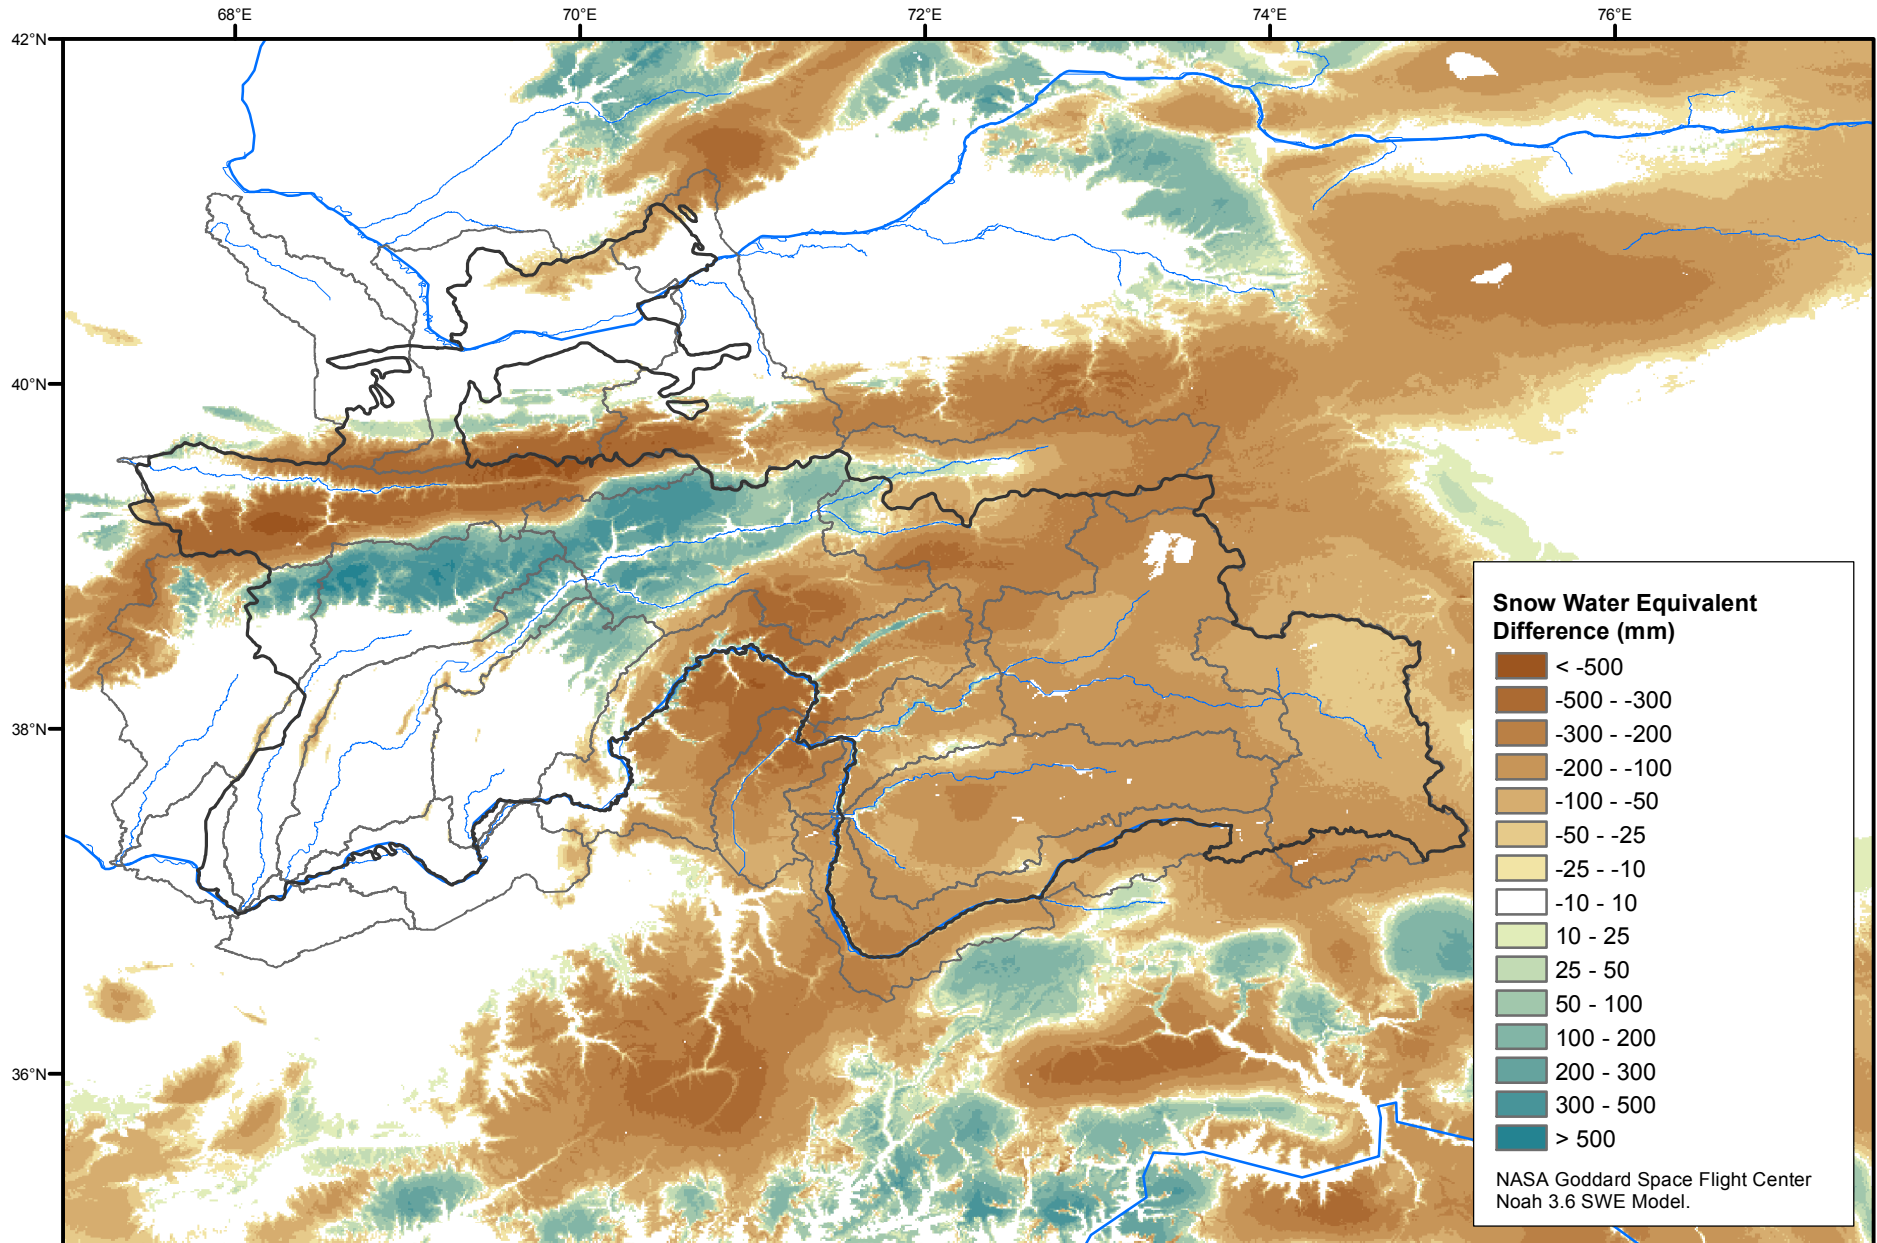 68°E
70°E
72°E
74°E
76°E
42°N
40°N
38°N
36°N
Snow Water Equivalent
Difference (mm)
< -500
-500 - -300
-300 - -200
-200 - -100
-100 - -50
-50 - -25
-25 - -10
-10 - 10
10 - 25
25 - 50
50 - 100
100 - 200
200 - 300
300 - 500
> 500
NASA Goddard Space Flight Center
Noah 3.6 SWE Model.